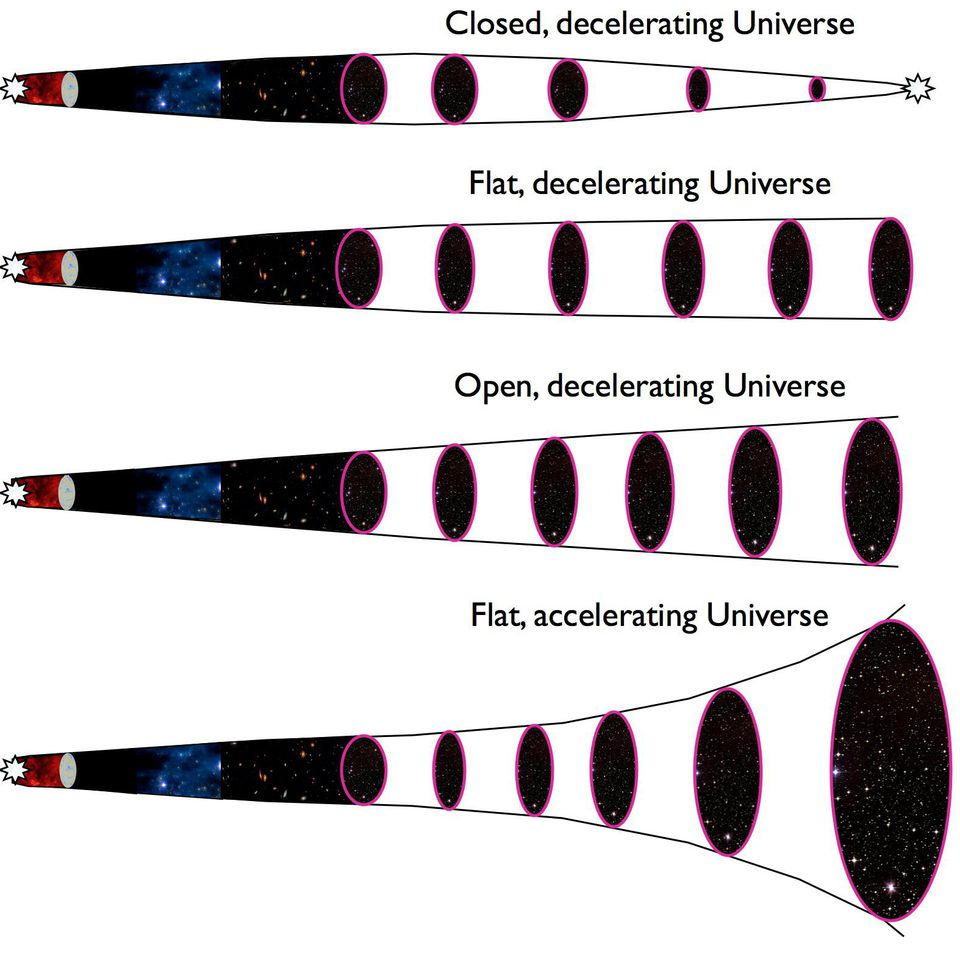 Closed, decelerating Universe
Flat, decelerating Universe
Open, decelerating Universe
Flat, accelerating Universe